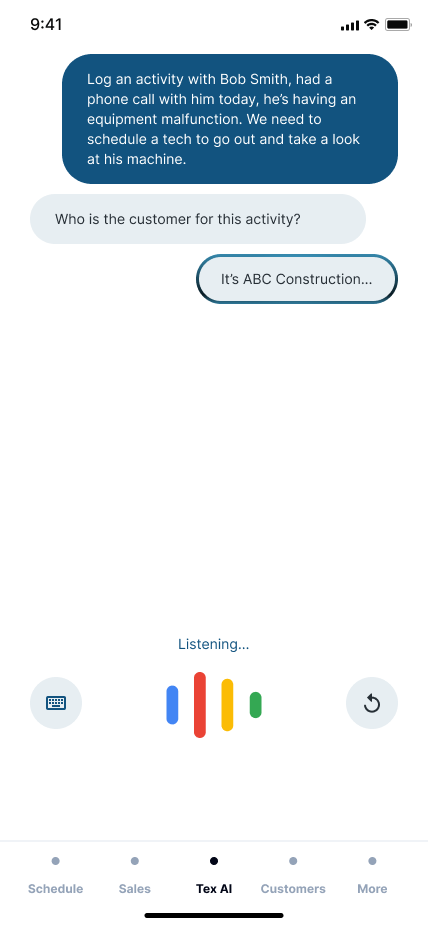 9:41
Log an activity with Bob Smith, had a
phone call with him today, he’s having an
equipment malfunction. We need to
schedule a tech to go out and take a look
at his machine.
Who is the customer for this activity?
It’s ABC Construction...
Listening...
Schedule
Sales
Tex AI
Customers
More